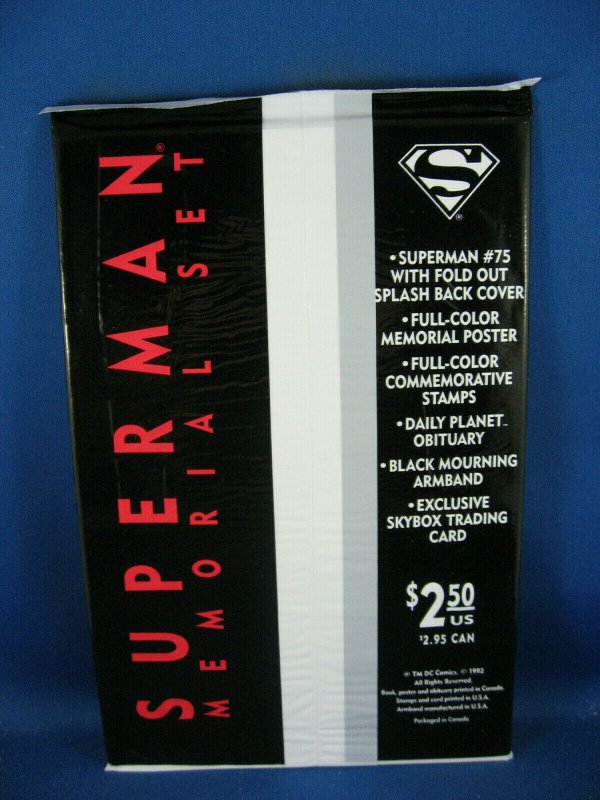 SUPERMAN®
MEMORIAL SET
S
®
•SUPERMAN #75
WITH FOLD OUT
SPLASH BACK COVER
•FULL-COLOR
MEMORIAL POSTER
•FULL-COLOR
COMMEMORATIVE
STAMPS
•DAILY PLANET™
OBITUARY
•BLACK MOURNING
ARMBAND
•EXCLUSIVE
SKYBOX TRADING
CARD
$2.50
US
$2.95 CAN
® TM DC Comics. © 1992
All Rights Reserved.
Book, poster and obituary printed in Canada.
Stamps and card printed in U.S.A.
Armband manufactured in U.S.A.
Packaged in Canada